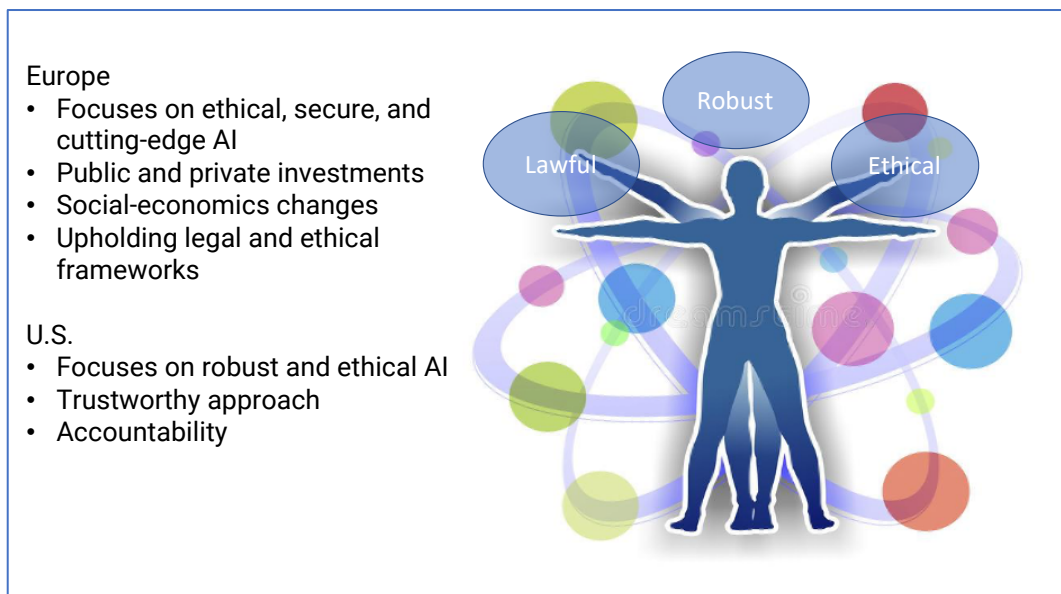 Europe
• Focuses on ethical, secure, and
cutting-edge AI
• Public and private investments
• Social-economics changes
• Upholding legal and ethical
frameworks
U.S.
• Focuses on robust and ethical AI
• Trustworthy approach
• Accountability
Robust
Lawful
Ethical
dreamstime